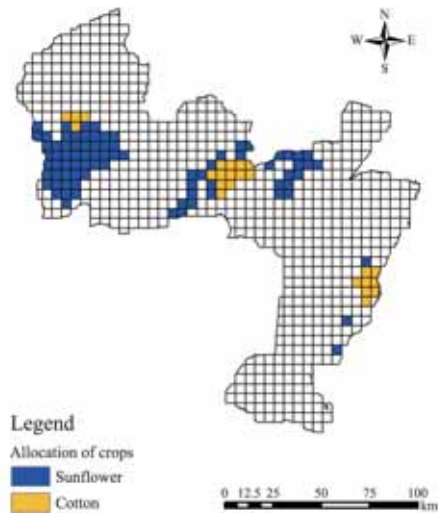 N
W E
S
Legend
Allocation of crops
Sunflower
Cotton
0 12.5 25 50 75 100
km